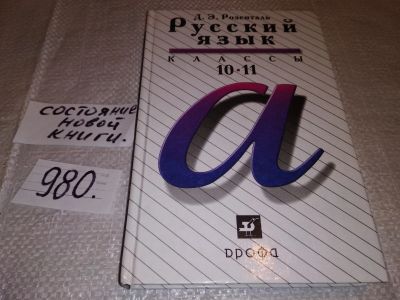 Д. Э. Розенталь
Русский
язык
КЛАССЫ
10•11
а
дрофа
состояние
новой
книги.
980.